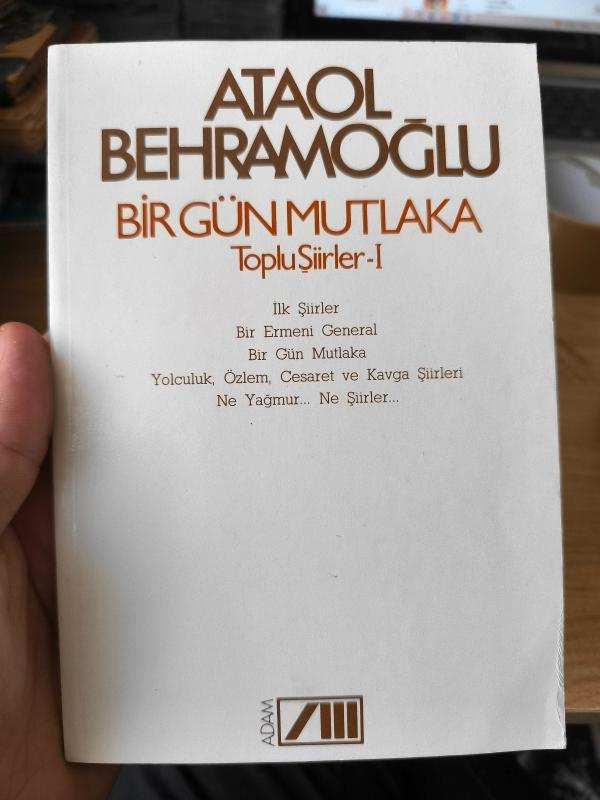 ATAOL
BEHRAMOĞLU
BİR GÜN MUTLAKA
Toplu Şiirler-I
İlk Şiirler
Bir Ermeni General
Bir Gün Mutlaka
Yolculuk, Özlem, Cesaret ve Kavga Şiirleri
Ne Yağmur... Ne Şiirler...
ADAM